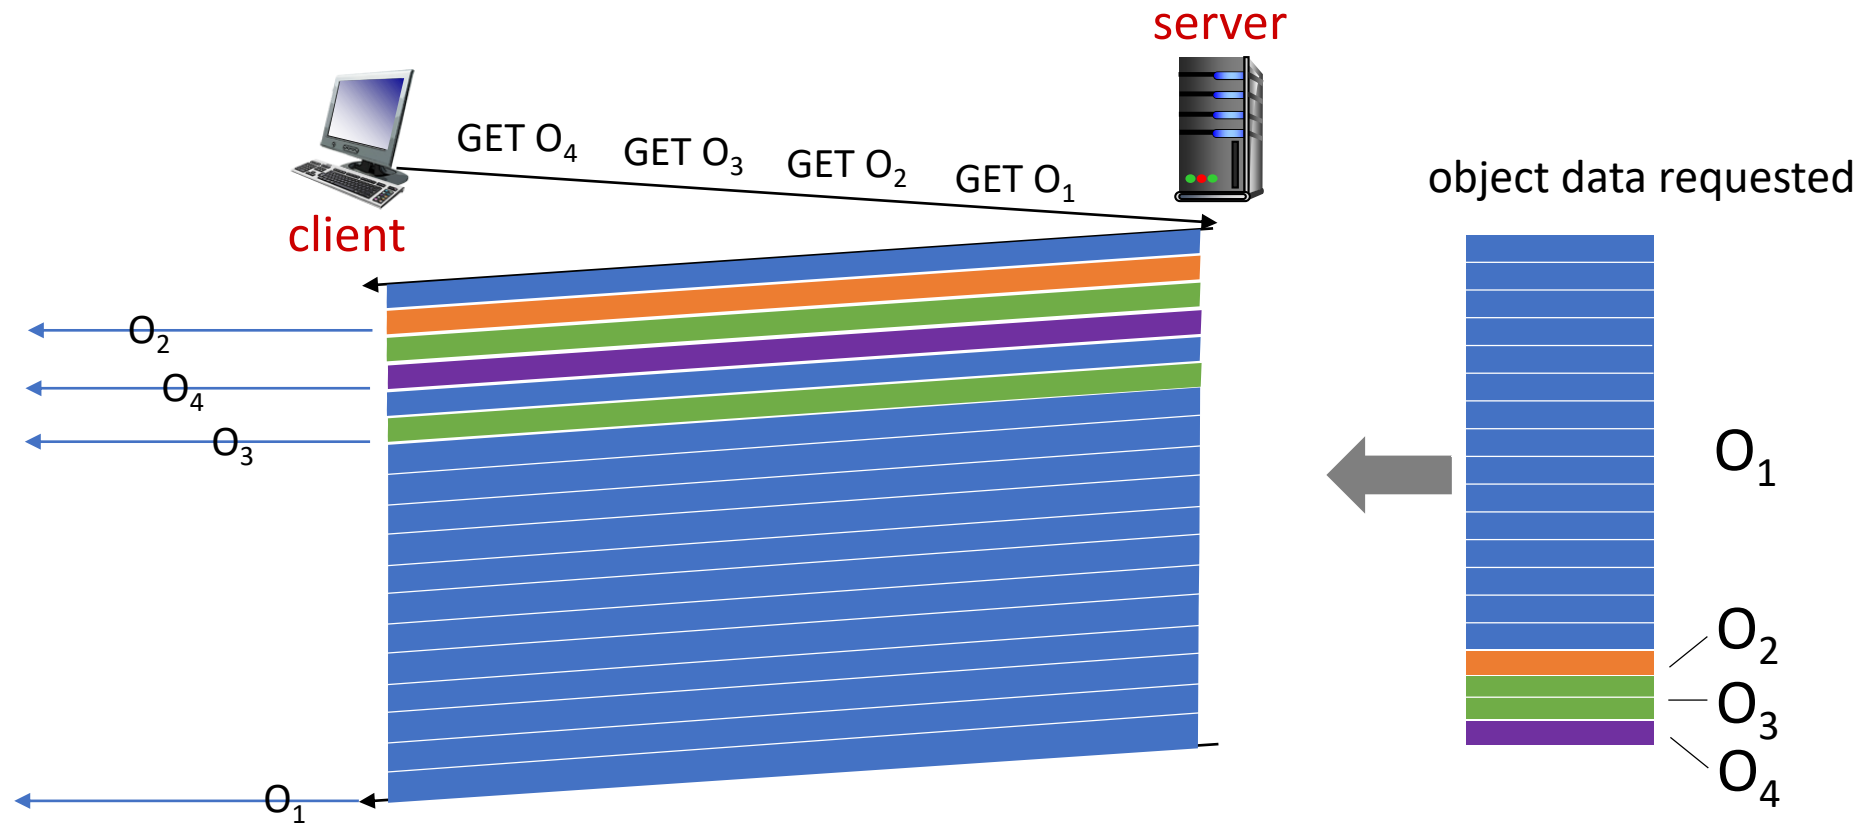 server
GET O₄
GET O₃
GET O₂
GET O₁
object data requested
client
O₂
O₄
O₃
O₁
O₁
O₂
O₃
O₄